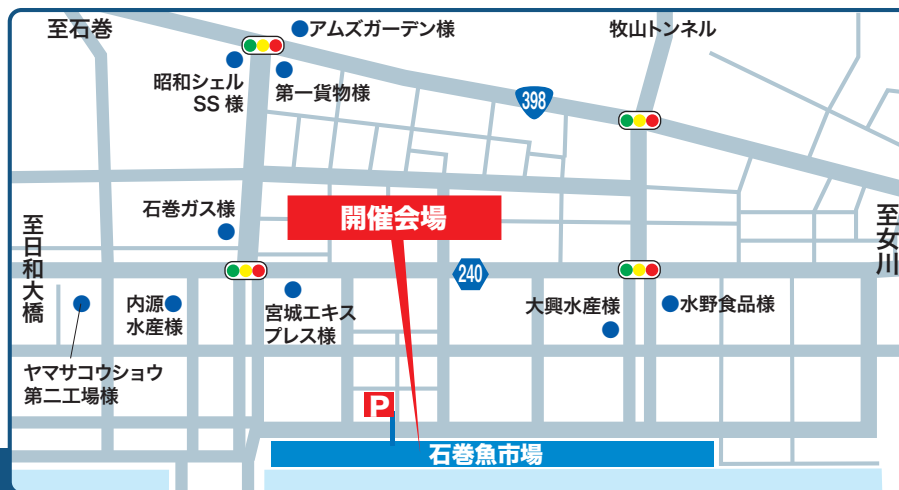 至石巻
アムズガーデン様
牧山トンネル
昭和シェル
SS 様
第一貨物様
398
石巻ガス様
開催会場
至日和大橋
至女川
240
内源
水産様
宮城エキス
プレス様
大興水産様
水野食品様
ヤマサコウショウ
第二工場様
P
石巻魚市場